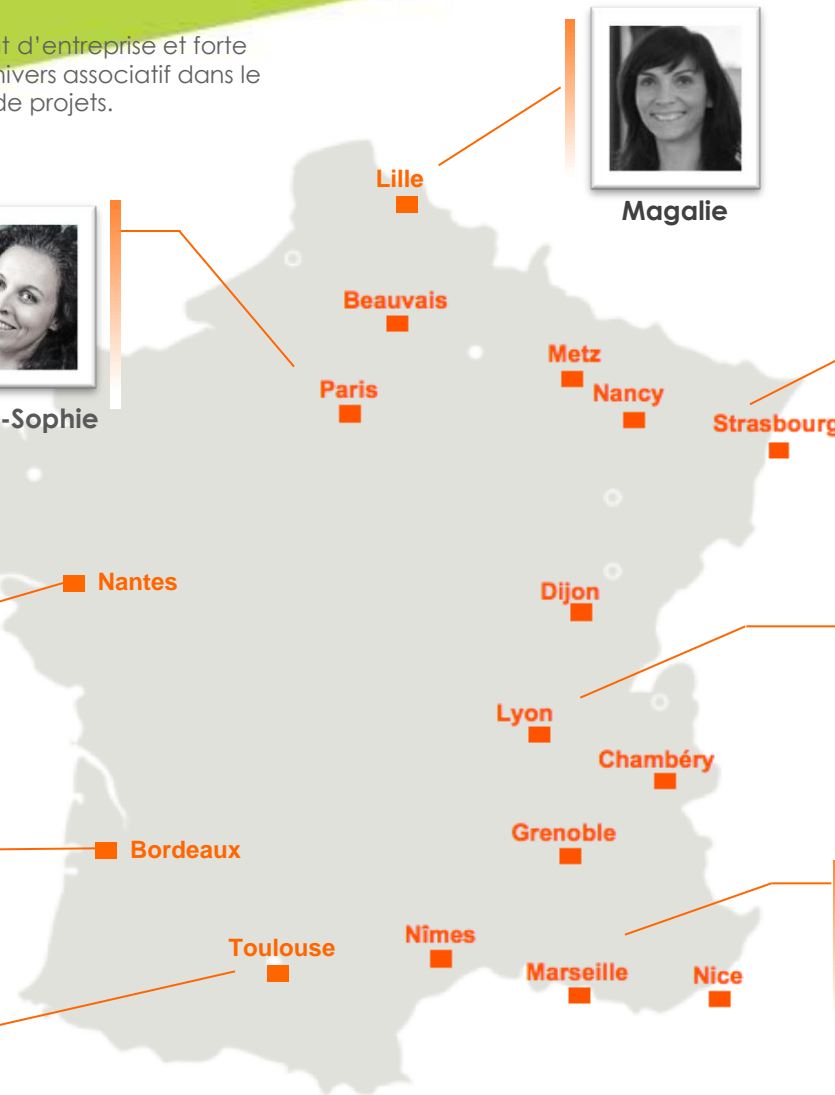 t d’entreprise et forte
nivers associatif dans le
de projets.
Magalie
Lille
Beauvais
Metz
Nancy
Paris
Strasbourg
-Sophie
Nantes
Dijon
Lyon
Chambéry
Grenoble
Bordeaux
Toulouse
Nîmes
Marseille
Nice